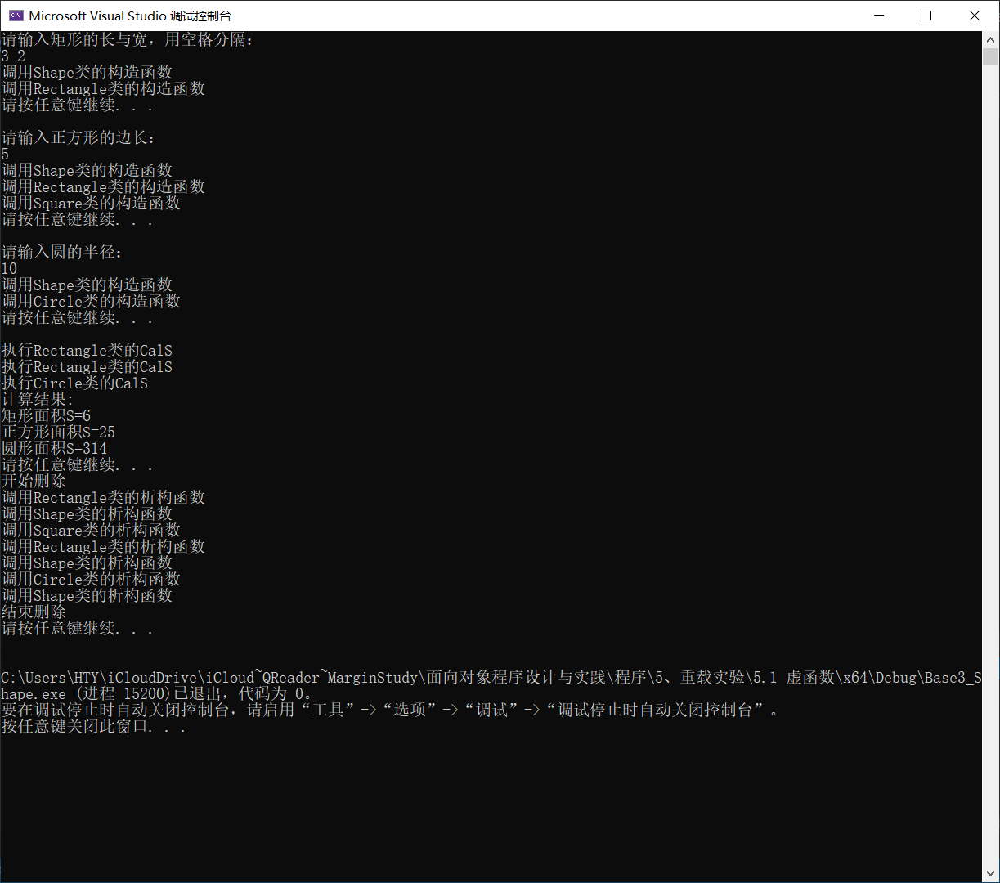 Microsoft Visual Studio 调试控制台
请输入矩形的长与宽，用空格分隔：
3 2
调用Shape类的构造函数
调用Rectangle类的构造函数
请按任意键继续. . .
请输入正方形的边长：
5
调用Shape类的构造函数
调用Rectangle类的构造函数
调用Square类的构造函数
请按任意键继续. . .
请输入圆的半径：
10
调用Shape类的构造函数
调用Circle类的构造函数
请按任意键继续. . .
执行Rectangle类的CalS
执行Rectangle类的CalS
执行Circle类的CalS
计算结果:
矩形面积S=6
正方形面积S=25
圆形面积S=314
请按任意键继续. . .
开始删除
调用Rectangle类的析构函数
调用Shape类的析构函数
调用Square类的析构函数
调用Rectangle类的析构函数
调用Shape类的析构函数
调用Circle类的析构函数
调用Shape类的析构函数
结束删除
请按任意键继续. . .
C:\Users\HTY\iCloudDrive\iCloud~QReader~MarginStudy\面向对象程序设计与实践\程序\5、重载实验\5.1 虚函数\x64\Debug\Base3_S
hape.exe (进程 15200)已退出，代码为 0。
要在调试停止时自动关闭控制台，请启用“工具”->“选项”->“调试”->“调试停止时自动关闭控制台”。
按任意键关闭此窗口. . .